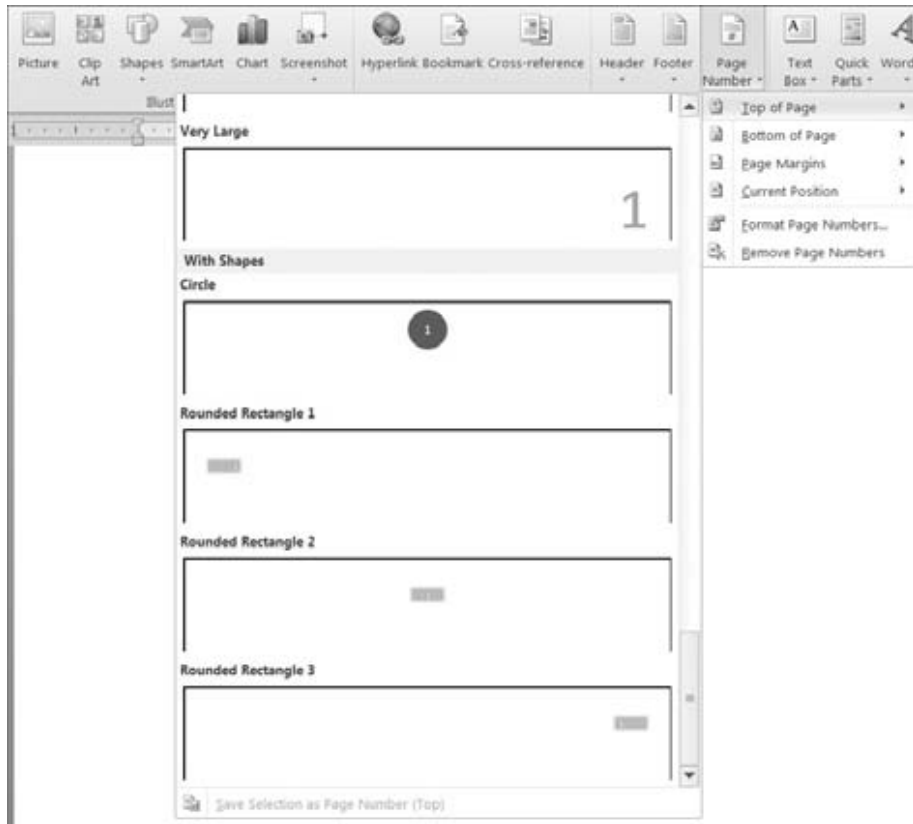 Picture Clip Shapes SmartArt Chart Screenshot Hyperlink Bookmark Cross-reference Header Footer Page Text Quick Word
Art Number Box Parts
Illust
Very Large
1
With Shapes
Circle
1
Rounded Rectangle 1
Rounded Rectangle 2
Rounded Rectangle 3
Save Selection as Page Number (Top)
Top of Page
Bottom of Page
Page Margins
Current Position
Format Page Numbers...
Remove Page Numbers